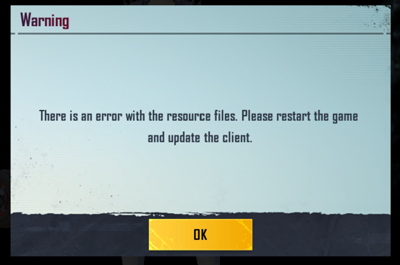 Warning
There is an error with the resource files. Please restart the game
and update the client.
OK